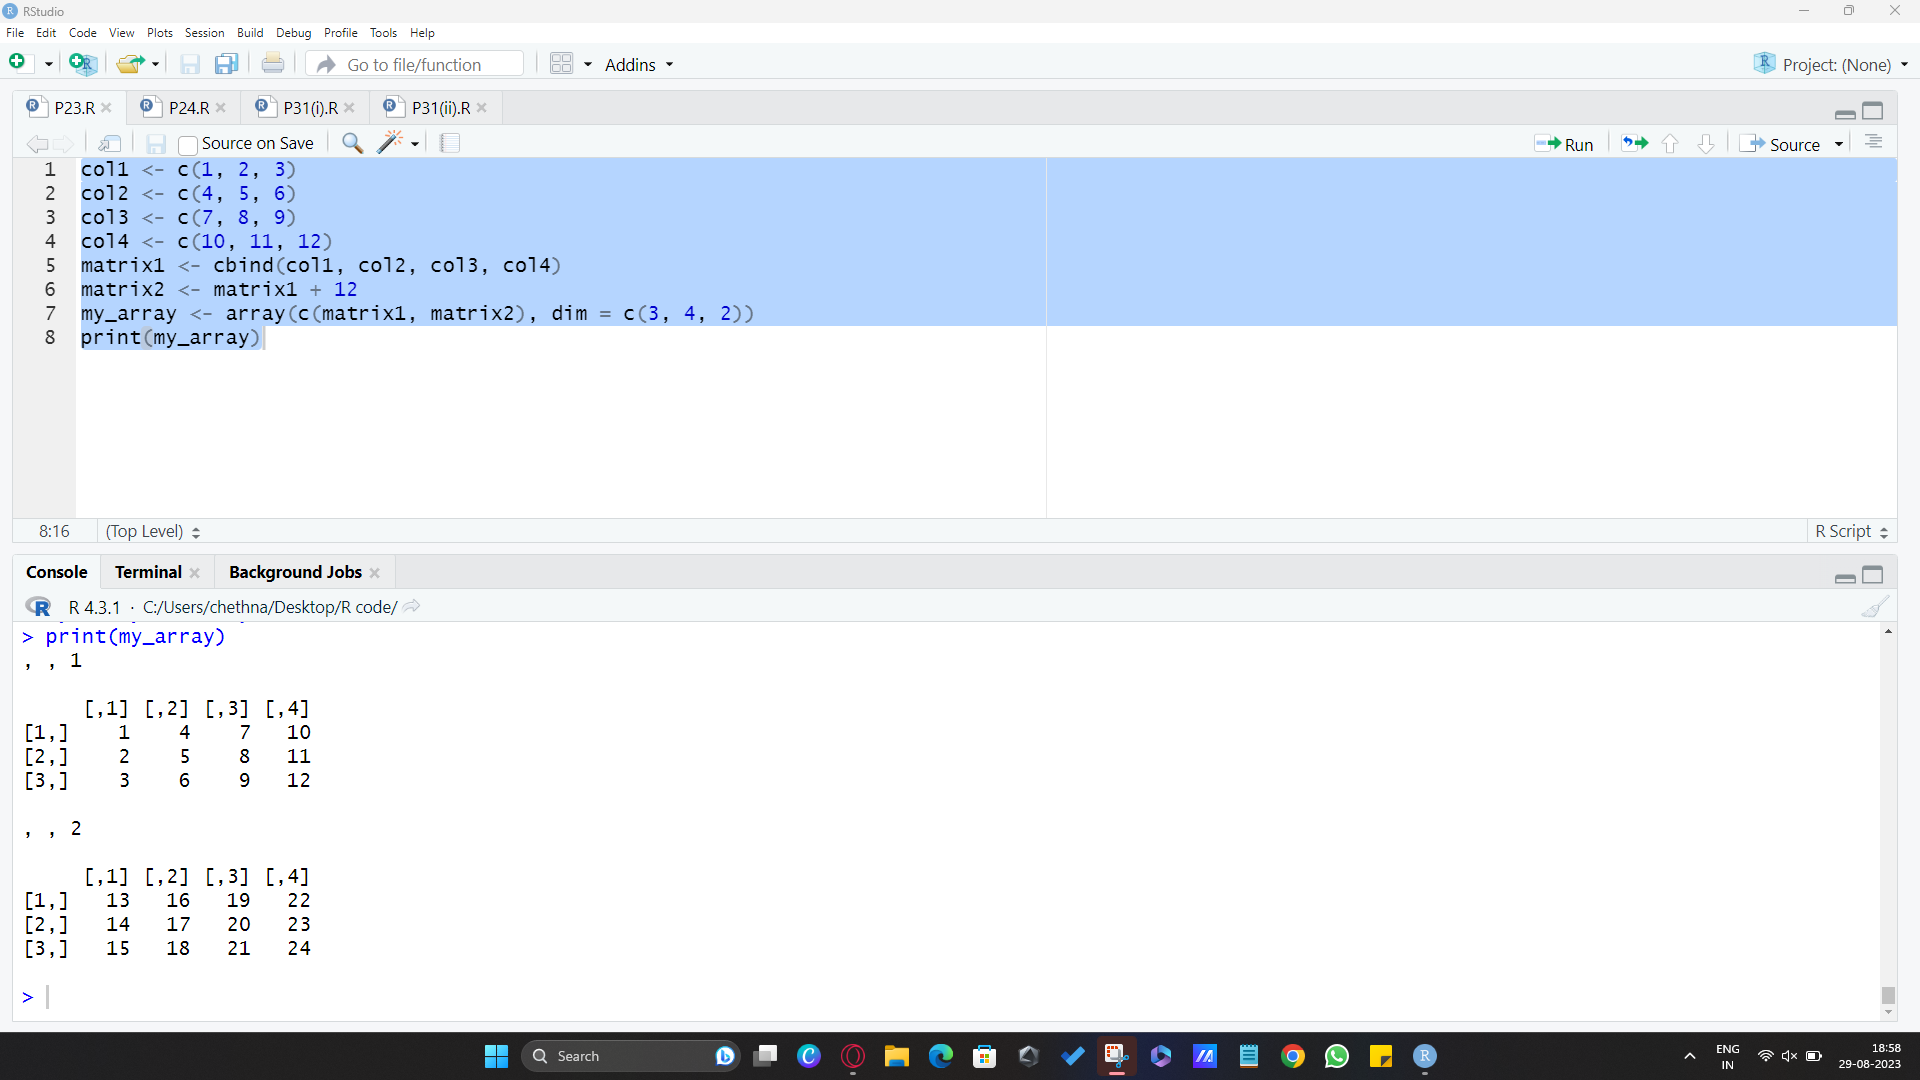 RStudio
File Edit Code View Plots Session Build Debug Profile Tools Help
Go to file/function Addins Project: (None)
P23.R P24.R P31(i).R P31(ii).R
Source on Save Run Source
1 col1 <- c(1, 2, 3)
2 col2 <- c(4, 5, 6)
3 col3 <- c(7, 8, 9)
4 col4 <- c(10, 11, 12)
5 matrix1 <- cbind(col1, col2, col3, col4)
6 matrix2 <- matrix1 + 12
7 my_array <- array(c(matrix1, matrix2), dim = c(3, 4, 2))
8 print(my_array)
8:16 (Top Level) R Script
Console Terminal Background Jobs
R 4.3.1 · C:/Users/chethna/Desktop/R code/
> print(my_array)
, , 1
[,1] [,2] [,3] [,4]
[1,] 1 4 7 10
[2,] 2 5 8 11
[3,] 3 6 9 12
, , 2
[,1] [,2] [,3] [,4]
[1,] 13 16 19 22
[2,] 14 17 20 23
[3,] 15 18 21 24
>
Search ENG 18:58
IN 29-08-2023